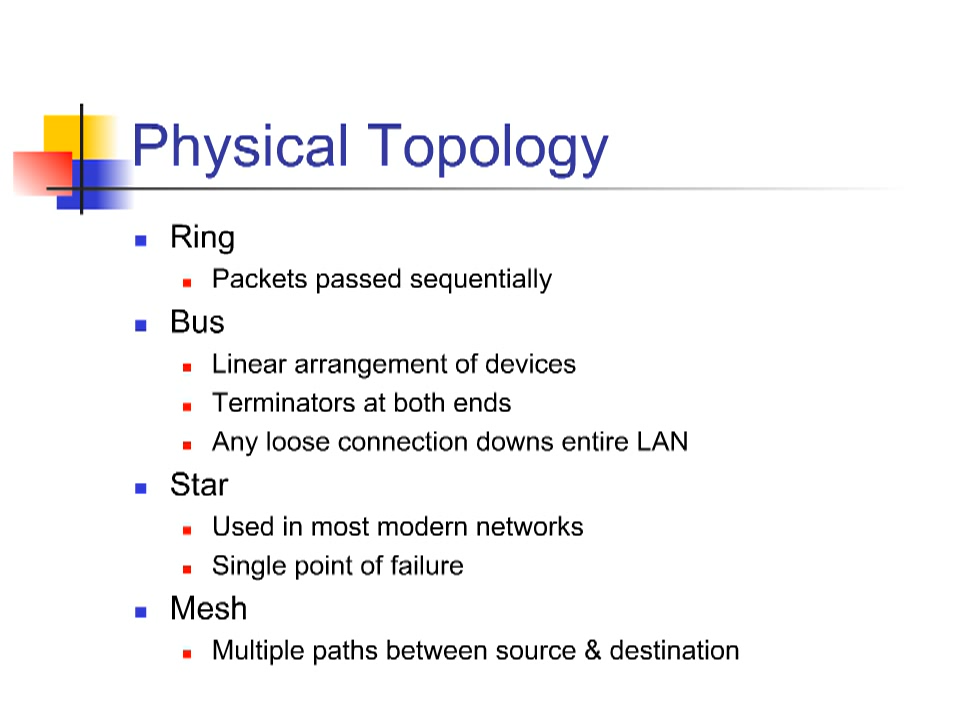 Physical Topology
Ring
Packets passed sequentially
Bus
Linear arrangement of devices
Terminators at both ends
Any loose connection downs entire LAN
Star
Used in most modern networks
Single point of failure
Mesh
Multiple paths between source & destination